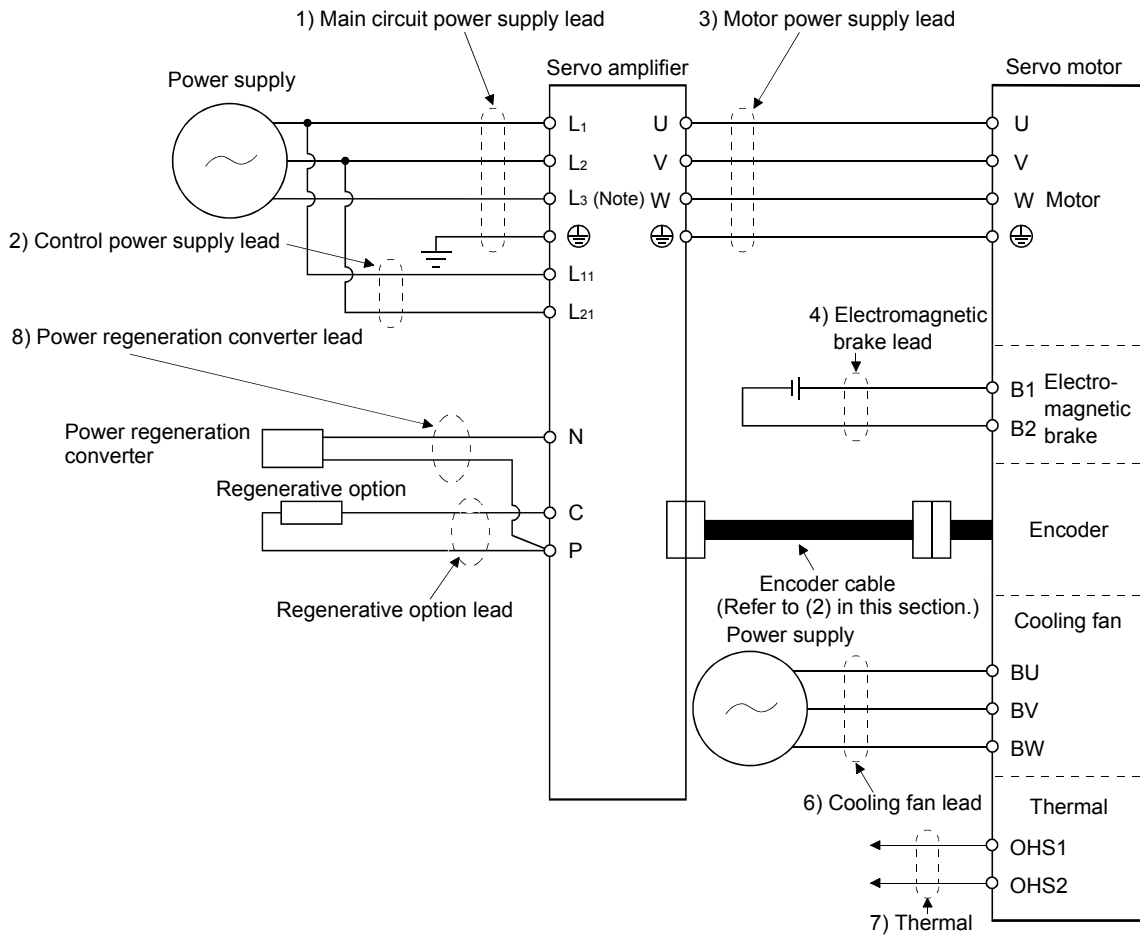 1) Main circuit power supply lead
3) Motor power supply lead
Power supply
Servo amplifier
Servo motor
L1
U
U
L2
V
V
L3 (Note)
W
W
Motor
2) Control power supply lead
L11
L21
8) Power regeneration converter lead
4) Electromagnetic
brake lead
B1
B2
Electro-
magnetic
brake
Power regeneration
converter
N
Regenerative option
C
P
Encoder
Regenerative option lead
Encoder cable
(Refer to (2) in this section.)
Power supply
Cooling fan
BU
BV
BW
6) Cooling fan lead
Thermal
OHS1
OHS2
7) Thermal